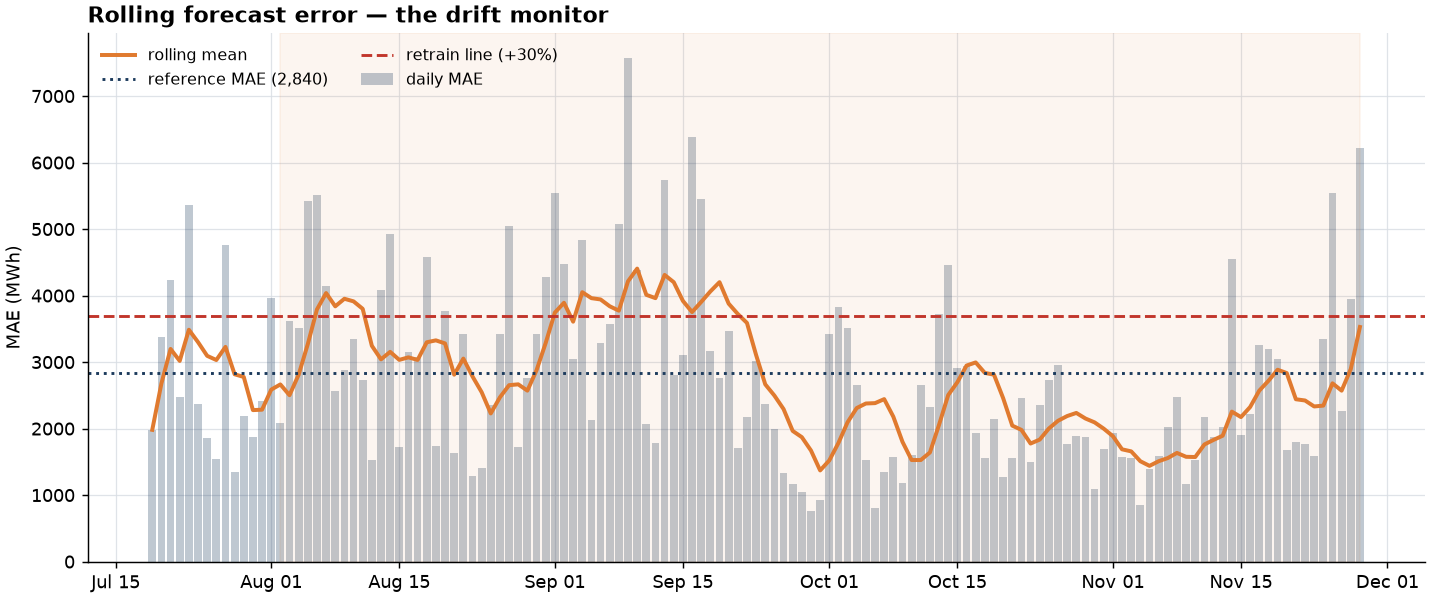 Rolling forecast error — the drift monitor
rolling mean
reference MAE (2,840)
retrain line (+30%)
daily MAE
MAE (MWh)
7000
6000
5000
4000
3000
2000
1000
0
Jul 15
Aug 01
Aug 15
Sep 01
Sep 15
Oct 01
Oct 15
Nov 01
Nov 15
Dec 01